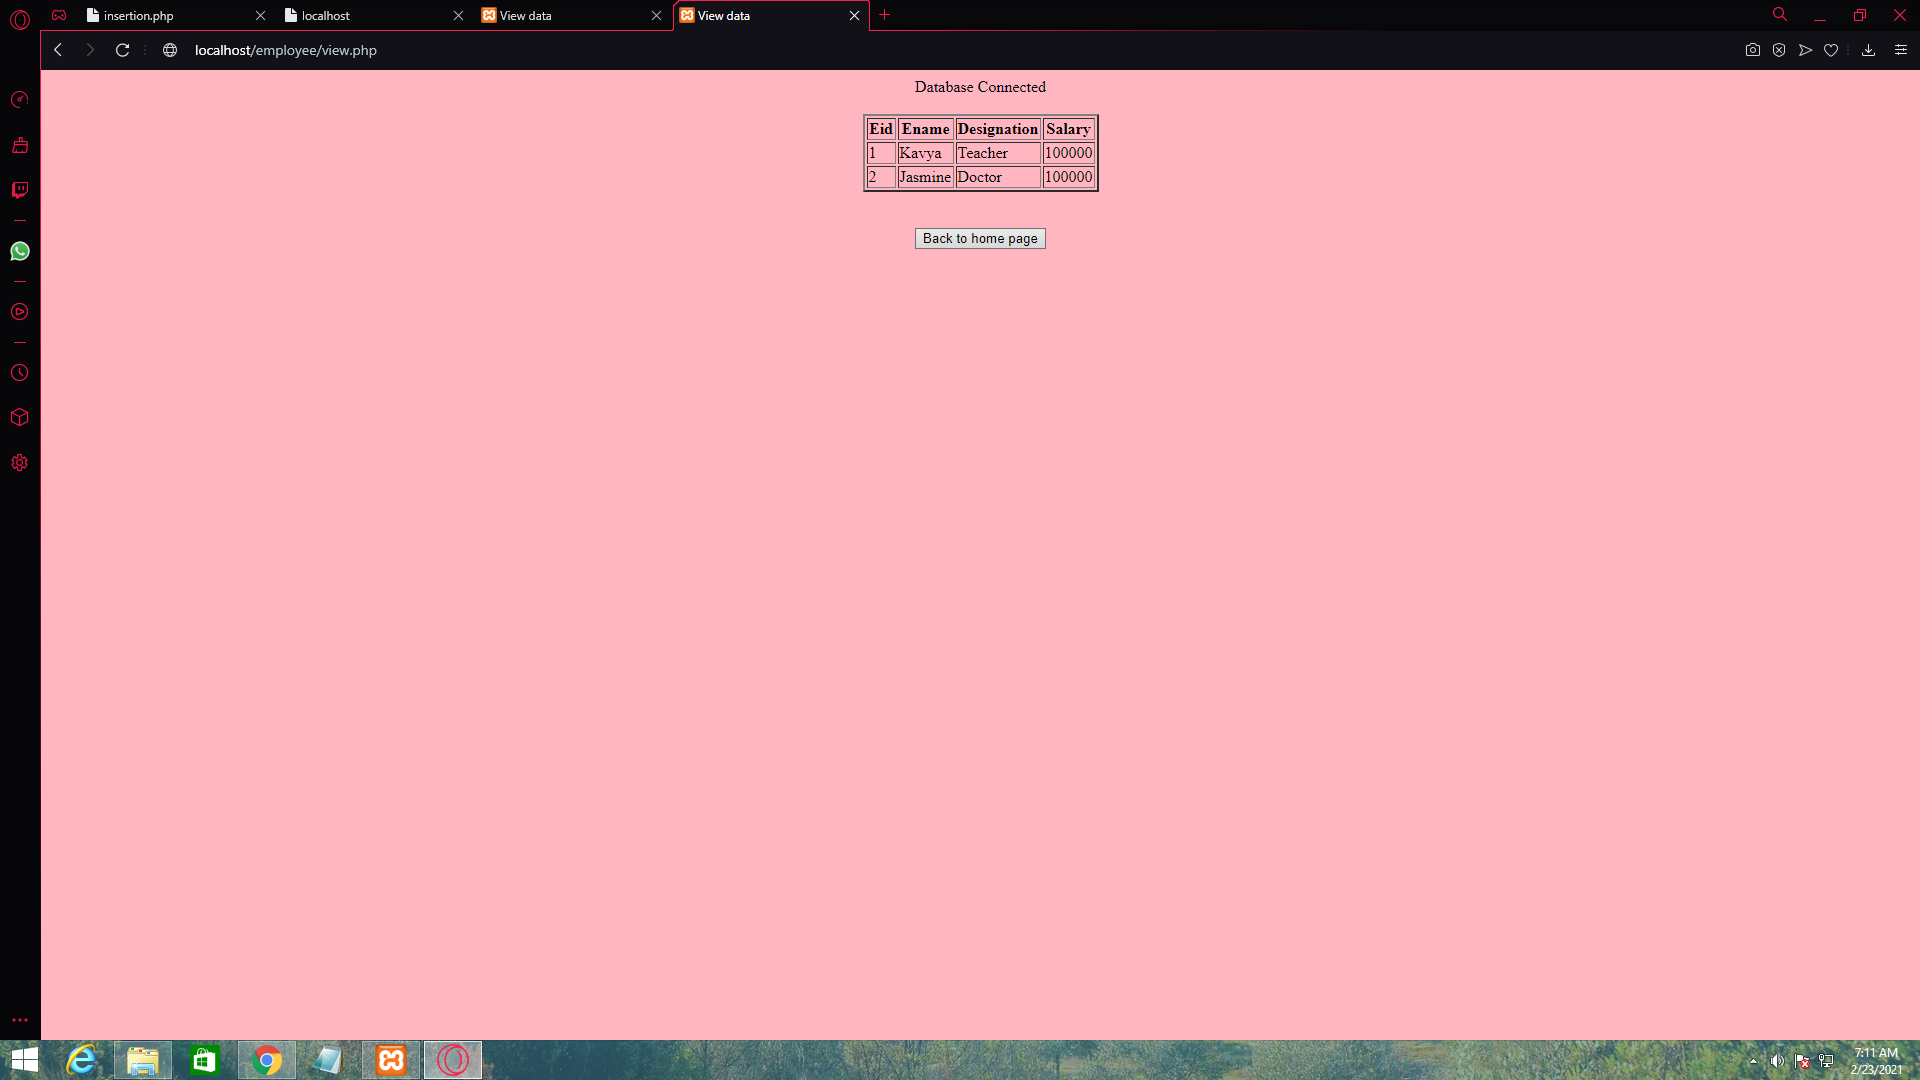 insertion.php
localhost
View data
View data
localhost/employee/view.php
Database Connected
Eid Ename Designation Salary
1 Kavya Teacher 100000
2 Jasmine Doctor 100000
Back to home page
7:11 AM
2/23/2021